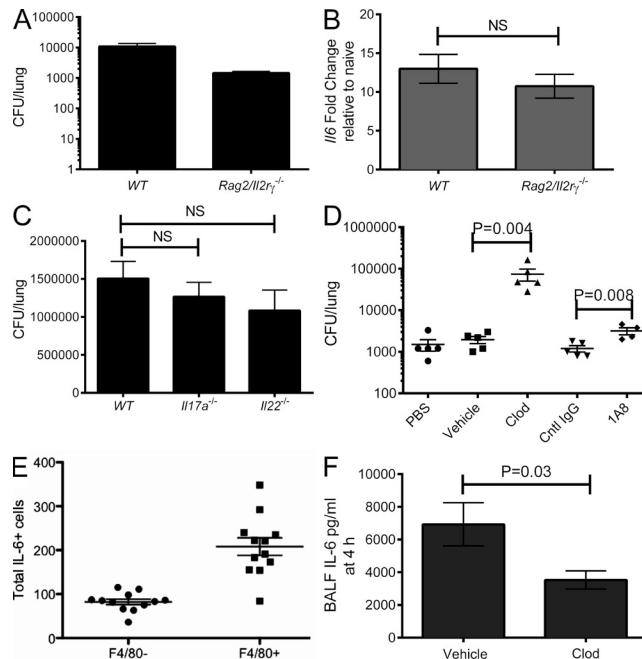 A
CFU/lung
100000
10000
1000
100
10
1
WT
Rag2/Il2rγ-/-
B
Il6 Fold Change
relative to naive
NS
20
15
10
5
0
WT
Rag2/Il2rγ-/-
C
CFU/lung
NS
NS
2000000
1500000
1000000
500000
0
WT
Il17a-/-
Il22-/-
D
CFU/lung
1000000
100000
10000
1000
100
P=0.004
P=0.008
PBS
Vehicle
Clod
Cntl IgG
1A8
E
Total IL-6+ cells
400
300
200
100
0
F4/80-
F4/80+
F
BALF IL-6 pg/ml
at 4 h
P=0.03
10000
8000
6000
4000
2000
0
Vehicle
Clod